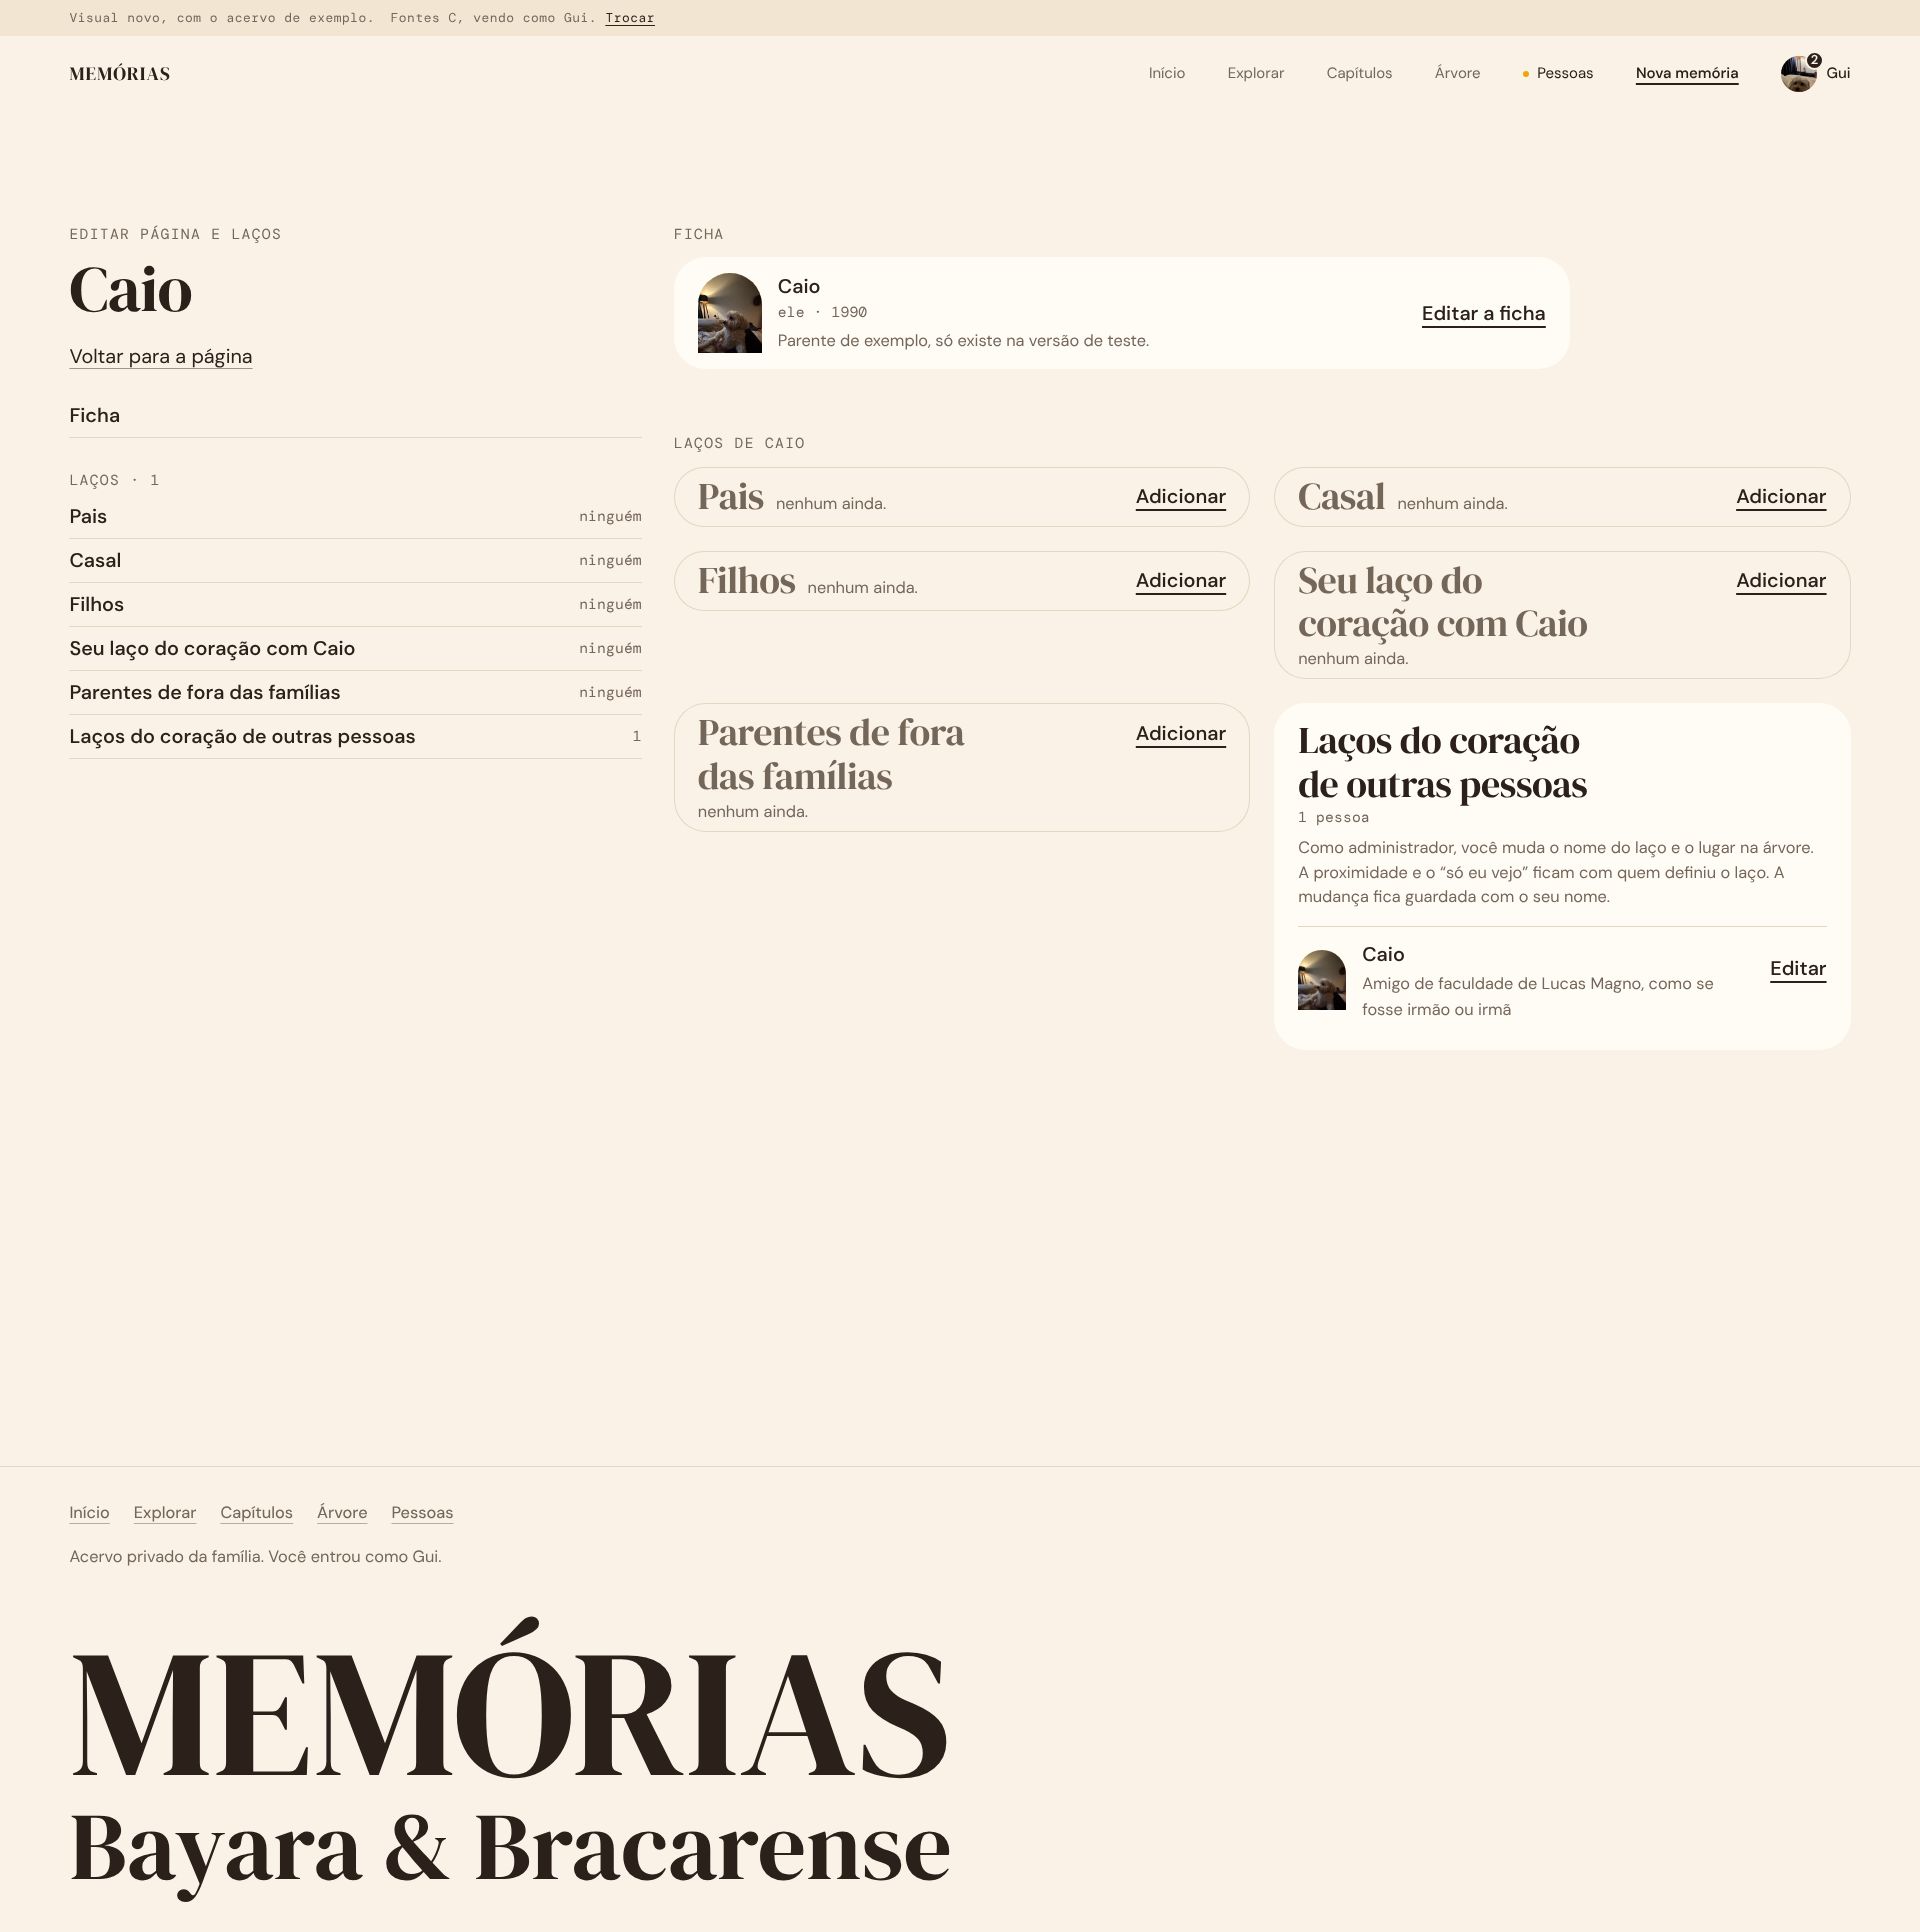 Visual novo, com o acervo de exemplo. Fontes C, vendo como Gui. Trocar
MEMÓRIAS
Início
Explorar
Capítulos
Árvore
Pessoas
Nova memória
2
Gui
EDITAR PÁGINA E LAÇOS
Caio
Voltar para a página
Ficha
LAÇOS · 1
Pais ninguém
Casal ninguém
Filhos ninguém
Seu laço do coração com Caio ninguém
Parentes de fora das famílias ninguém
Laços do coração de outras pessoas 1
FICHA
Caio
ele · 1990
Parente de exemplo, só existe na versão de teste.
Editar a ficha
LAÇOS DE CAIO
Pais nenhum ainda. Adicionar
Casal nenhum ainda. Adicionar
Filhos nenhum ainda. Adicionar
Seu laço do
coração com Caio
nenhum ainda.
Adicionar
Parentes de fora
das famílias
nenhum ainda.
Adicionar
Laços do coração
de outras pessoas
1 pessoa
Como administrador, você muda o nome do laço e o lugar na árvore.
A proximidade e o “só eu vejo” ficam com quem definiu o laço. A
mudança fica guardada com o seu nome.
Caio
Amigo de faculdade de Lucas Magno, como se
fosse irmão ou irmã
Editar
Início Explorar Capítulos Árvore Pessoas
Acervo privado da família. Você entrou como Gui.
MEMÓRIAS
Bayara & Bracarense